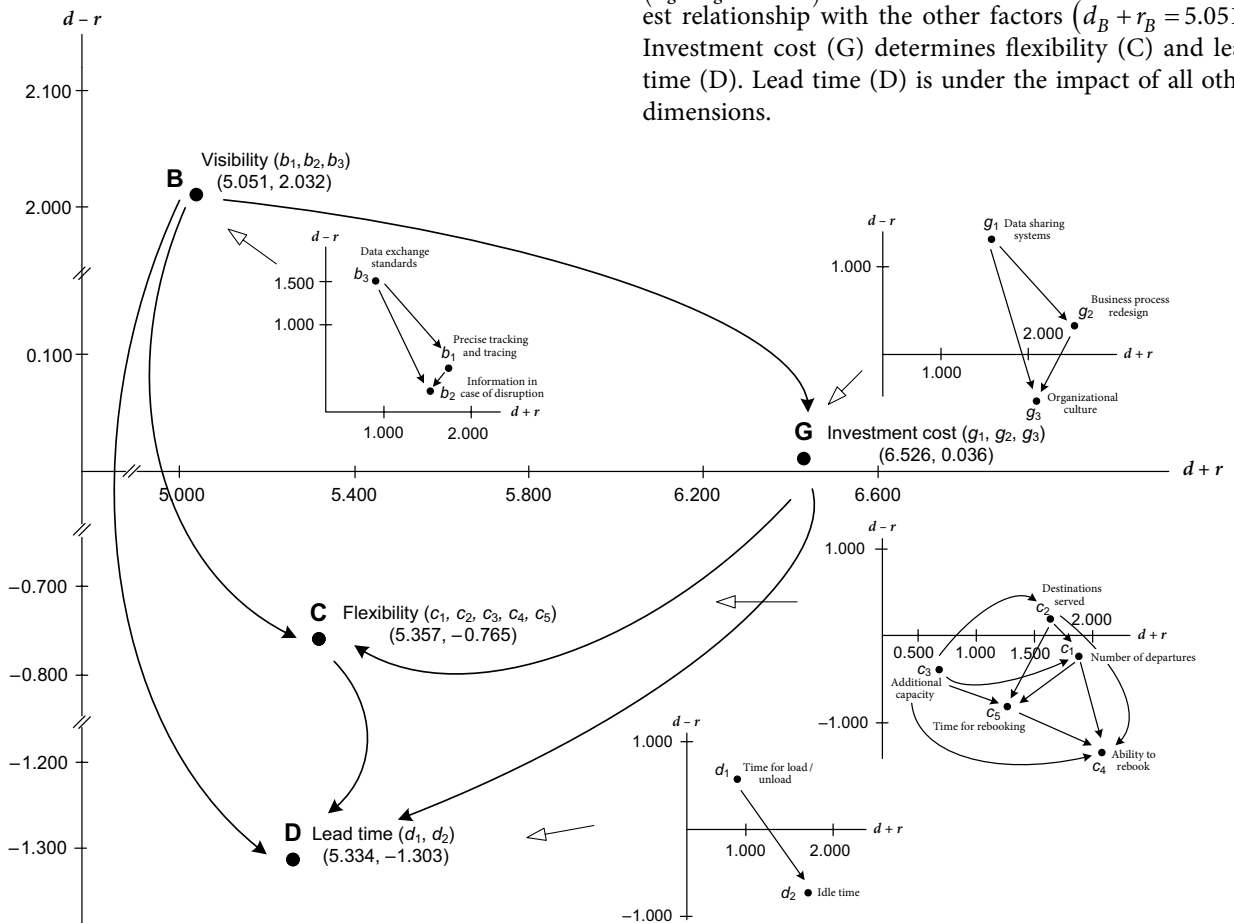 est relationship with the other factors (d_B + r_B = 5.051
Investment cost (G) determines flexibility (C) and lea
time (D). Lead time (D) is under the impact of all oth
dimensions.
d – r
2.100
2.000
0.100
–0.700
–0.800
–1.200
–1.300
B
Visibility (b1, b2, b3)
(5.051, 2.032)
d – r
1.500
1.000
Data exchange
standards
b3
Precise tracking
and tracing
b1
b2
Information in
case of disruption
1.000
2.000
d + r
d – r
1.000
g1
Data sharing
systems
Business process
redesign
g2
2.000
1.000
d + r
g3
Organizational
culture
G
Investment cost (g1, g2, g3)
(6.526, 0.036)
5.000
5.400
5.800
6.200
6.600
d + r
C
Flexibility (c1, c2, c3, c4, c5)
(5.357, –0.765)
d – r
1.000
Destinations
served
c2
2.000
d + r
0.500
1.000
1.500
c1
Number of departures
c3
Additional
capacity
c5
Time for rebooking
–1.000
c4
Ability to
rebook
D
Lead time (d1, d2)
(5.334, –1.303)
d – r
1.000
d1
Time for load /
unload
d + r
1.000
2.000
d2
Idle time
–1.000